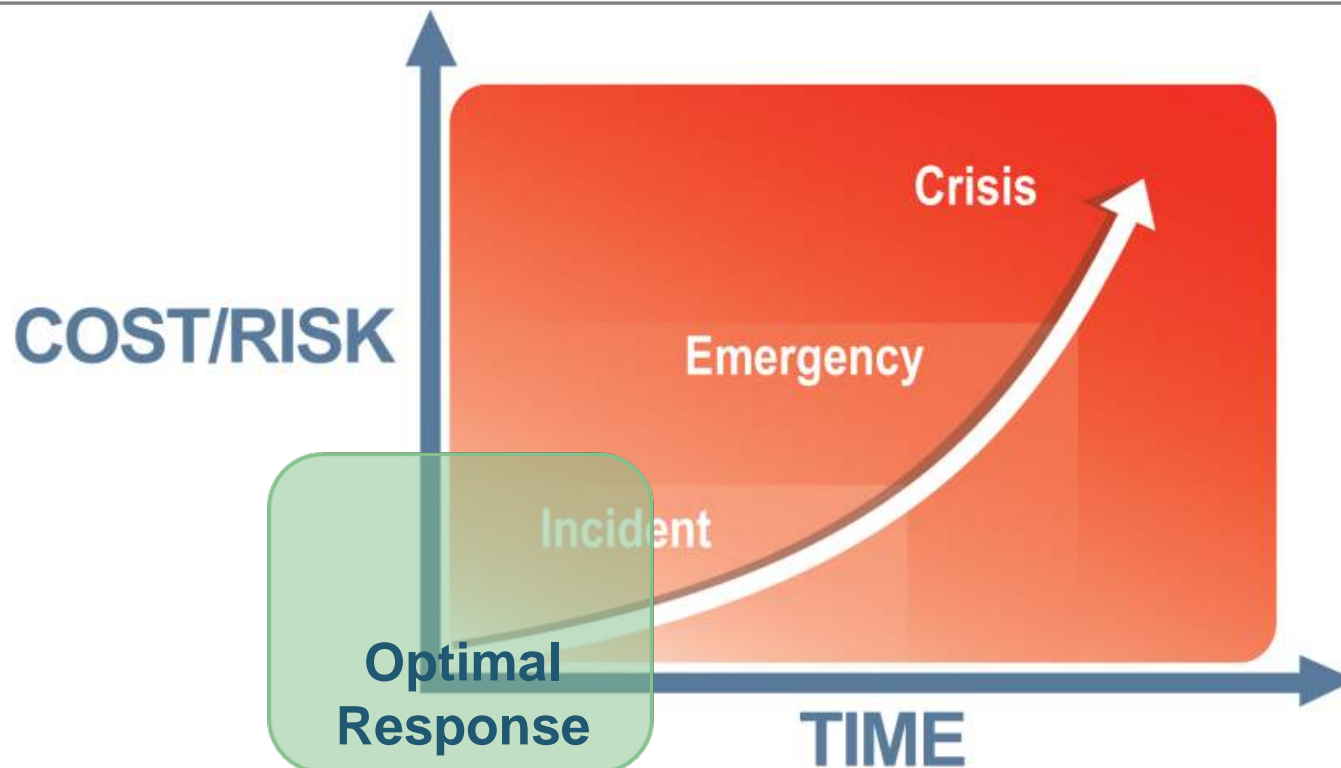 Crisis
COST/RISK
Emergency
Incident
Optimal
Response
TIME